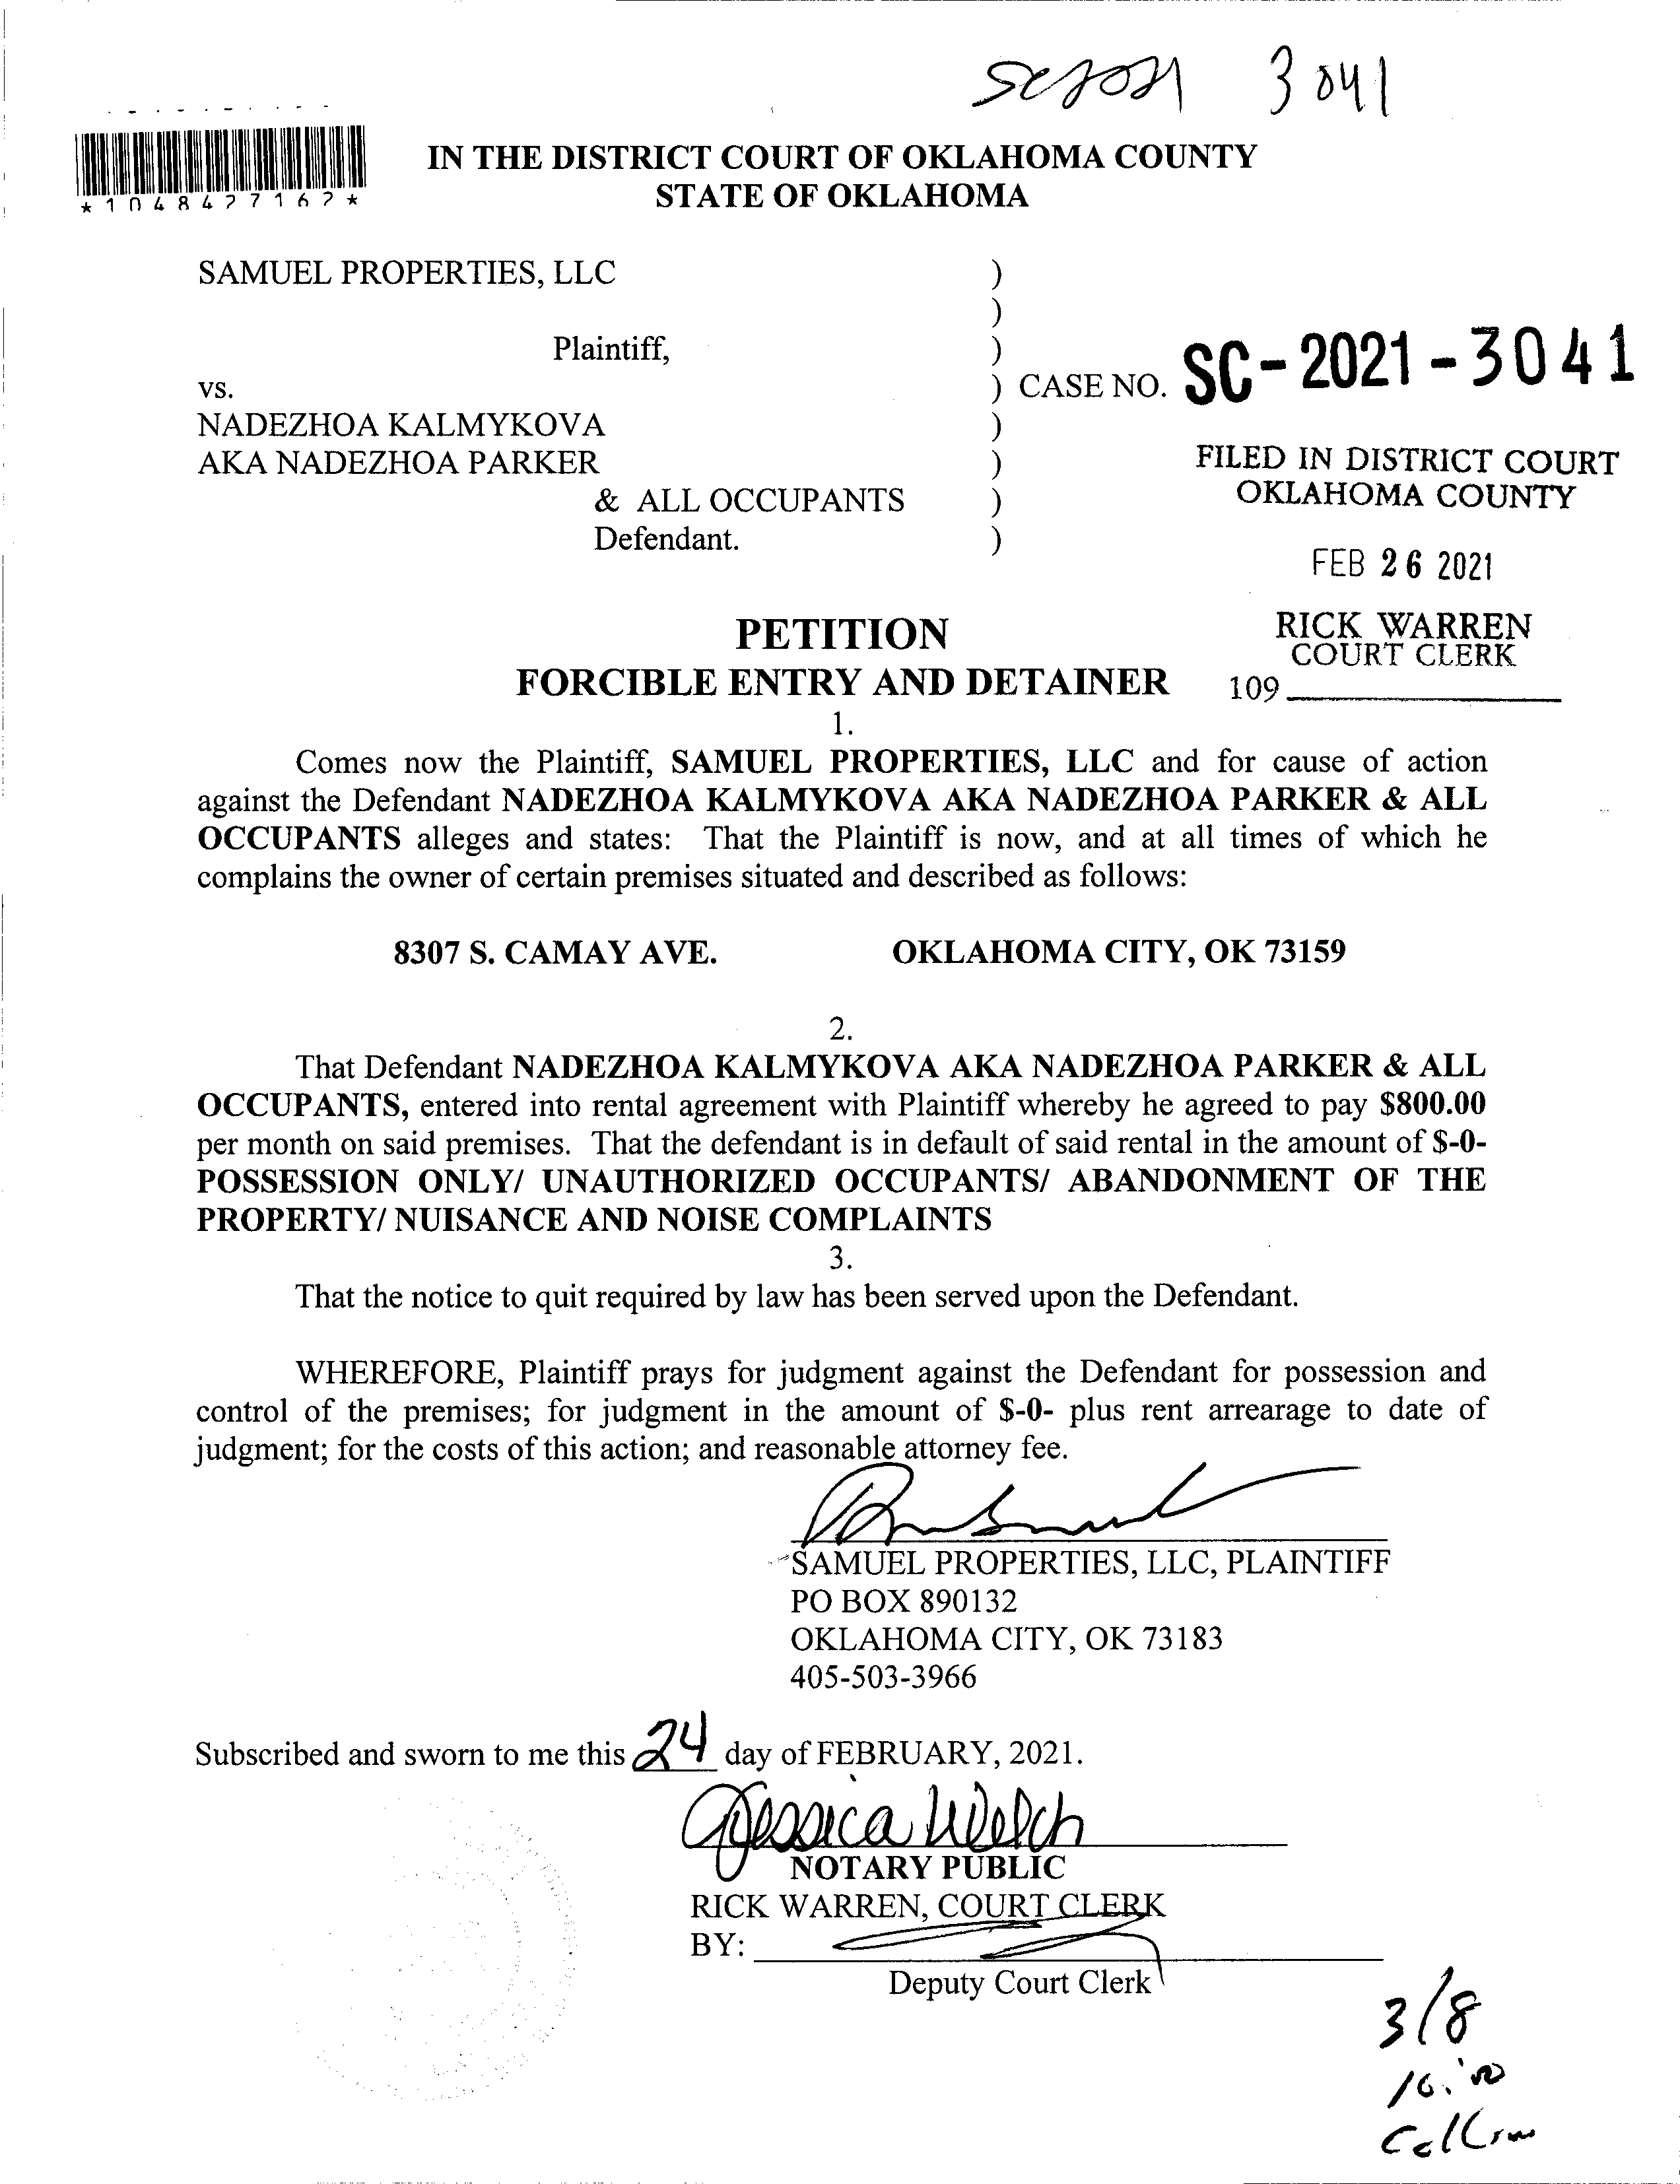 SC2021 3041
*1048427162*
IN THE DISTRICT COURT OF OKLAHOMA COUNTY
STATE OF OKLAHOMA
SAMUEL PROPERTIES, LLC )
)
Plaintiff, )
vs. ) CASE NO. SC-2021-3041
NADEZHOA KALMYKOVA )
AKA NADEZHOA PARKER )
& ALL OCCUPANTS )
Defendant. )
FILED IN DISTRICT COURT
OKLAHOMA COUNTY
FEB 26 2021
RICK WARREN
COURT CLERK
109
PETITION
FORCIBLE ENTRY AND DETAINER
1.
Comes now the Plaintiff, SAMUEL PROPERTIES, LLC and for cause of action
against the Defendant NADEZHOA KALMYKOVA AKA NADEZHOA PARKER & ALL
OCCUPANTS alleges and states: That the Plaintiff is now, and at all times of which he
complains the owner of certain premises situated and described as follows:
8307 S. CAMAY AVE. OKLAHOMA CITY, OK 73159
2.
That Defendant NADEZHOA KALMYKOVA AKA NADEZHOA PARKER & ALL
OCCUPANTS, entered into rental agreement with Plaintiff whereby he agreed to pay $800.00
per month on said premises. That the defendant is in default of said rental in the amount of $-0-
POSSESSION ONLY/ UNAUTHORIZED OCCUPANTS/ ABANDONMENT OF THE
PROPERTY/ NUISANCE AND NOISE COMPLAINTS
3.
That the notice to quit required by law has been served upon the Defendant.
WHEREFORE, Plaintiff prays for judgment against the Defendant for possession and
control of the premises; for judgment in the amount of $-0- plus rent arrearage to date of
judgment; for the costs of this action; and reasonable attorney fee.
SAMUEL PROPERTIES, LLC, PLAINTIFF
PO BOX 890132
OKLAHOMA CITY, OK 73183
405-503-3966
Subscribed and sworn to me this 24 day of FEBRUARY, 2021.
Jessica Welch
NOTARY PUBLIC
RICK WARREN, COURT CLERK
BY:
Deputy Court Clerk
3/8
10:00